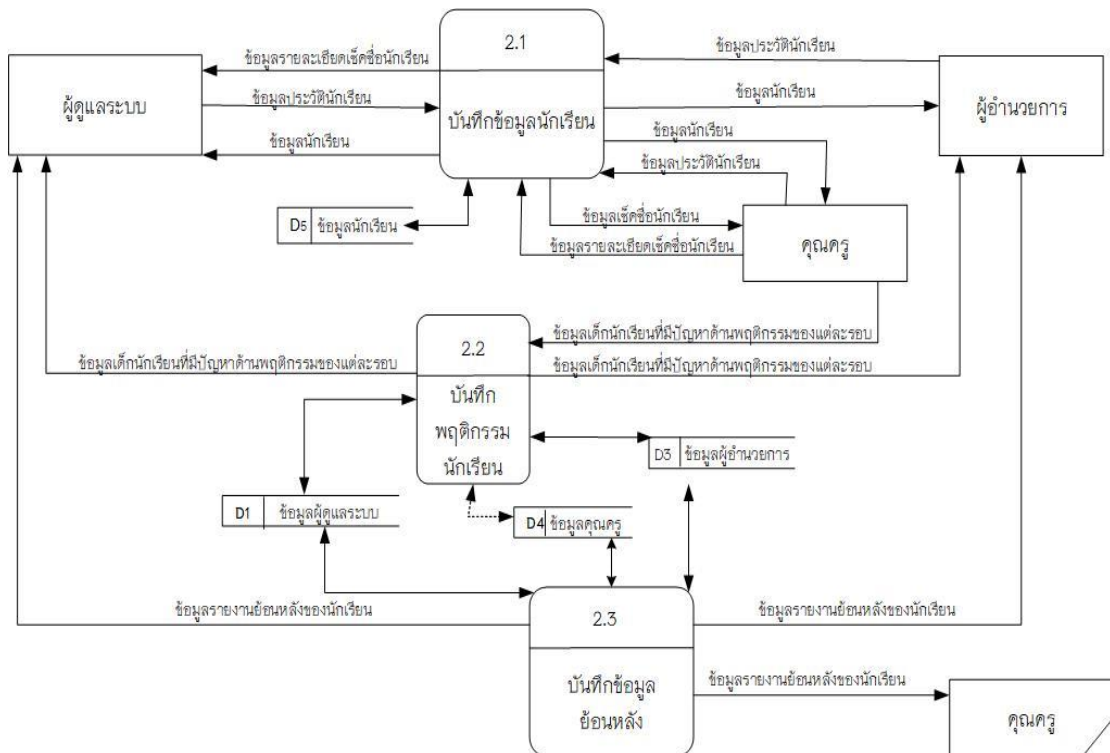 2.1
บันทึกข้อมูลนักเรียน
ข้อมูลรายละเอียดเช็คชื่อนักเรียน
ข้อมูลประวัตินักเรียน
ผู้ดูแลระบบ
ข้อมูลประวัตินักเรียน
ข้อมูลนักเรียน
ผู้อำนวยการ
ข้อมูลนักเรียน
ข้อมูลนักเรียน
ข้อมูลประวัตินักเรียน
D5 ข้อมูลนักเรียน
ข้อมูลเช็คชื่อนักเรียน
ข้อมูลรายละเอียดเช็คชื่อนักเรียน
คุณครู
ข้อมูลเด็กนักเรียนที่มีปัญหาด้านพฤติกรรมของแต่ละรอบ
2.2
ข้อมูลเด็กนักเรียนที่มีปัญหาด้านพฤติกรรมของแต่ละรอบ
ข้อมูลเด็กนักเรียนที่มีปัญหาด้านพฤติกรรมของแต่ละรอบ
บันทึก
พฤติกรรม
นักเรียน
D3 ข้อมูลผู้อำนวยการ
D1 ข้อมูลผู้ดูแลระบบ
D4 ข้อมูลคุณครู
ข้อมูลรายงานย้อนหลังของนักเรียน
2.3
ข้อมูลรายงานย้อนหลังของนักเรียน
บันทึกข้อมูล
ย้อนหลัง
ข้อมูลรายงานย้อนหลังของนักเรียน
คุณครู